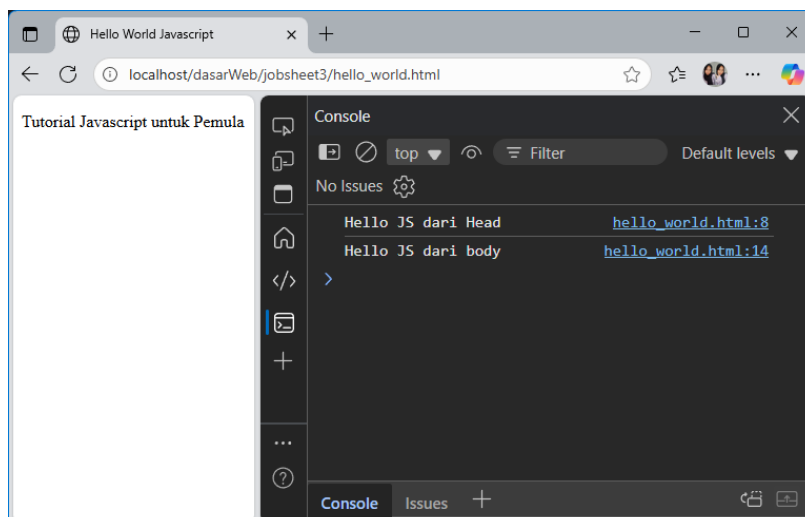 Hello World Javascript
localhost/dasarWeb/jobsheet3/hello_world.html
Tutorial Javascript untuk Pemula
Console
top
Filter
Default levels
No Issues
Hello JS dari Head hello_world.html:8
Hello JS dari body hello_world.html:14
Console Issues